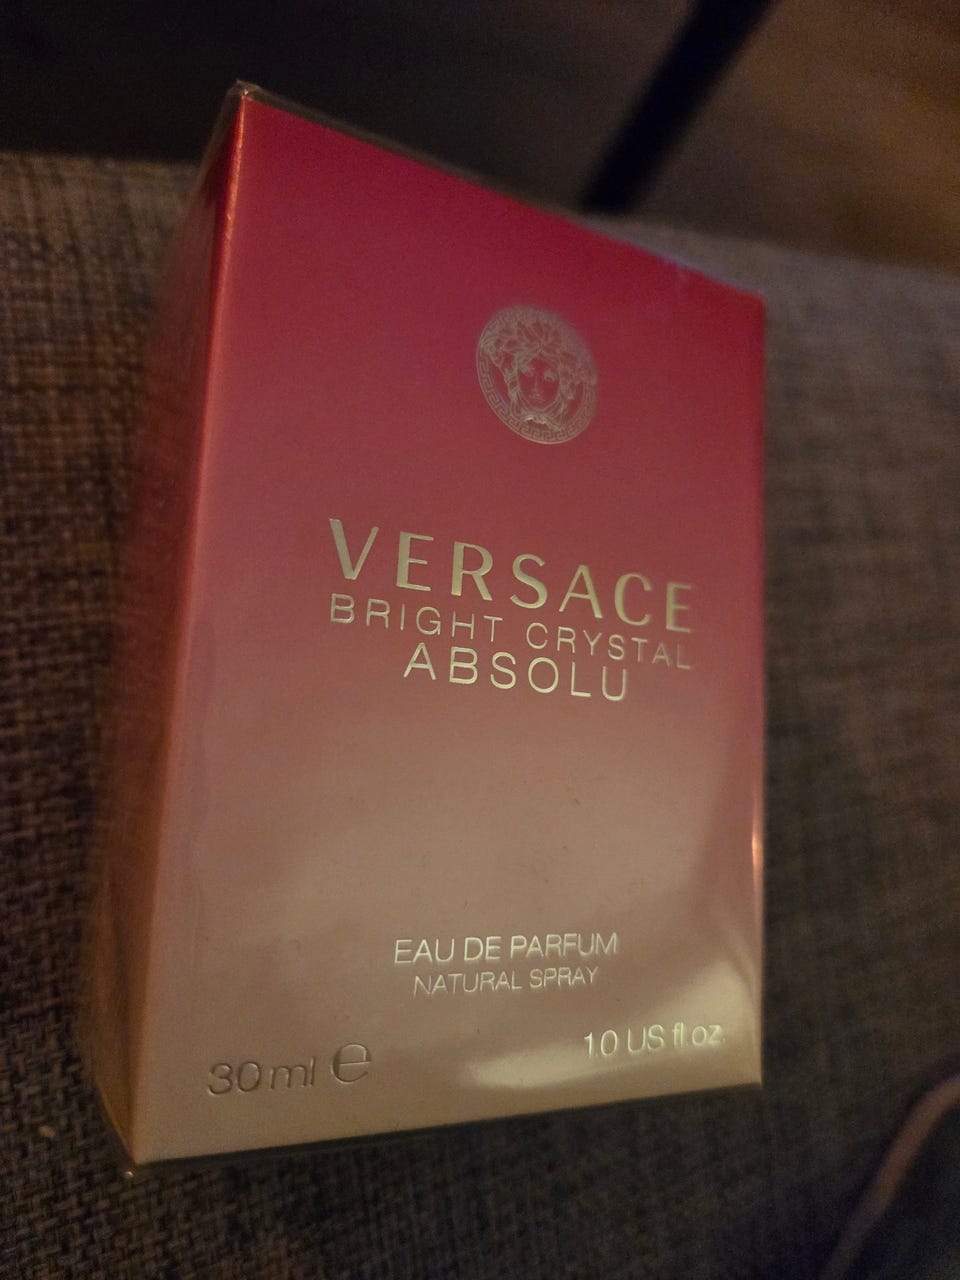 VERSACE
BRIGHT CRYSTAL
ABSOLU
EAU DE PARFUM
NATURAL SPRAY
30 ml ℮
1.0 US fl.oz.